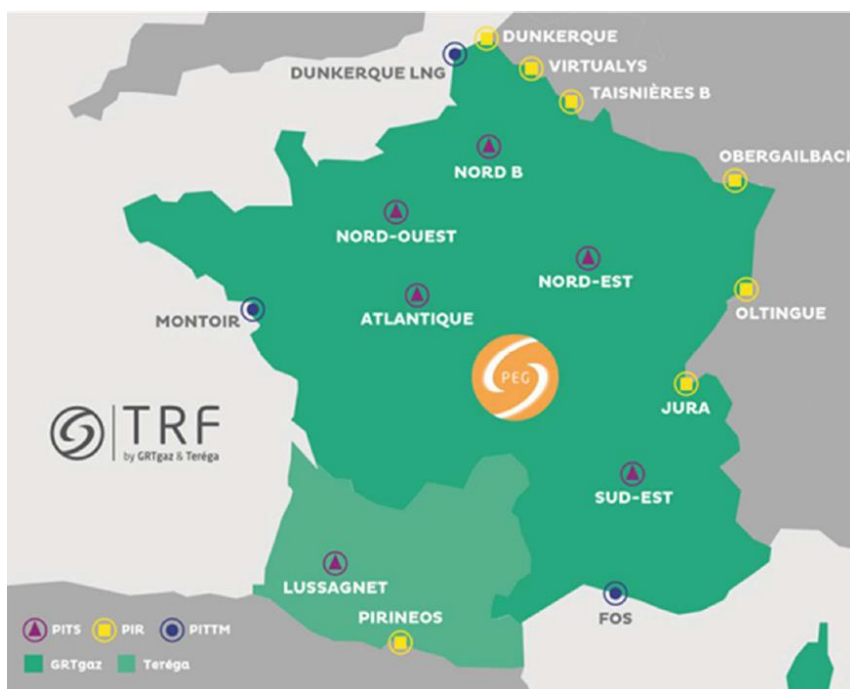 DUNKERQUE
DUNKERQUE LNG
VIRTUALYS
TAISNIÈRES B
OBERGAILBACH
NORD B
NORD-OUEST
NORD-EST
ATLANTIQUE
MONTOIR
OLTINGUE
PEG
JURA
TRF
by GRTgaz & Teréga
SUD-EST
LUSSAGNET
FOS
PIRINEOS
PITS PIR PITTM
GRTgaz Teréga